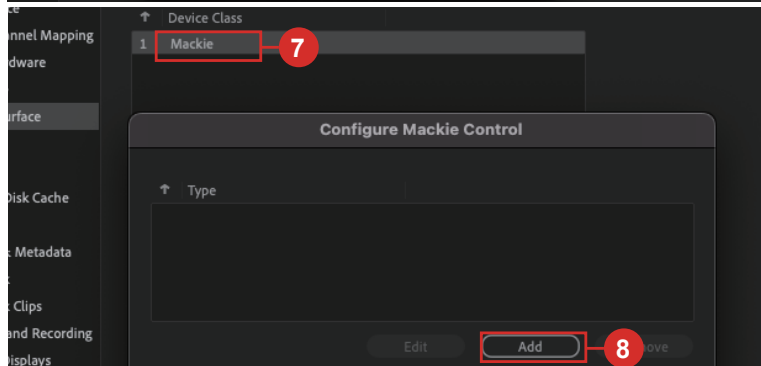 ↑ Device Class
nnel Mapping
1 Mackie
7
dware
urface
Configure Mackie Control
↑ Type
Disk Cache
Metadata
Clips
and Recording
Edit
Add
8
ove
Displays